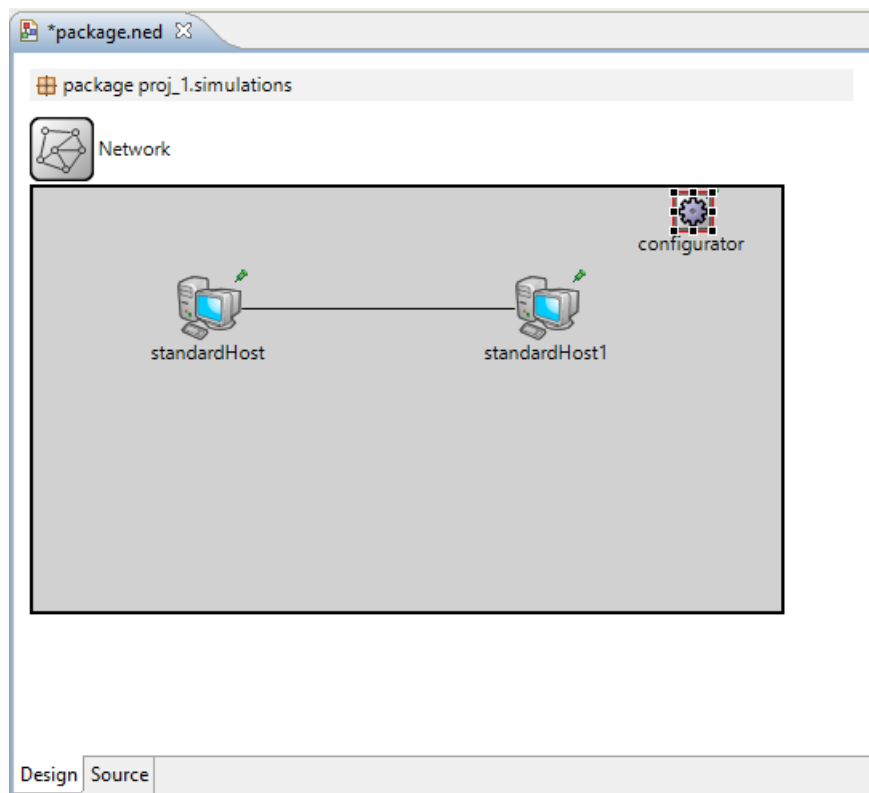 *package.ned
package proj_1.simulations
Network
configurator
standardHost
standardHost1
Design
Source